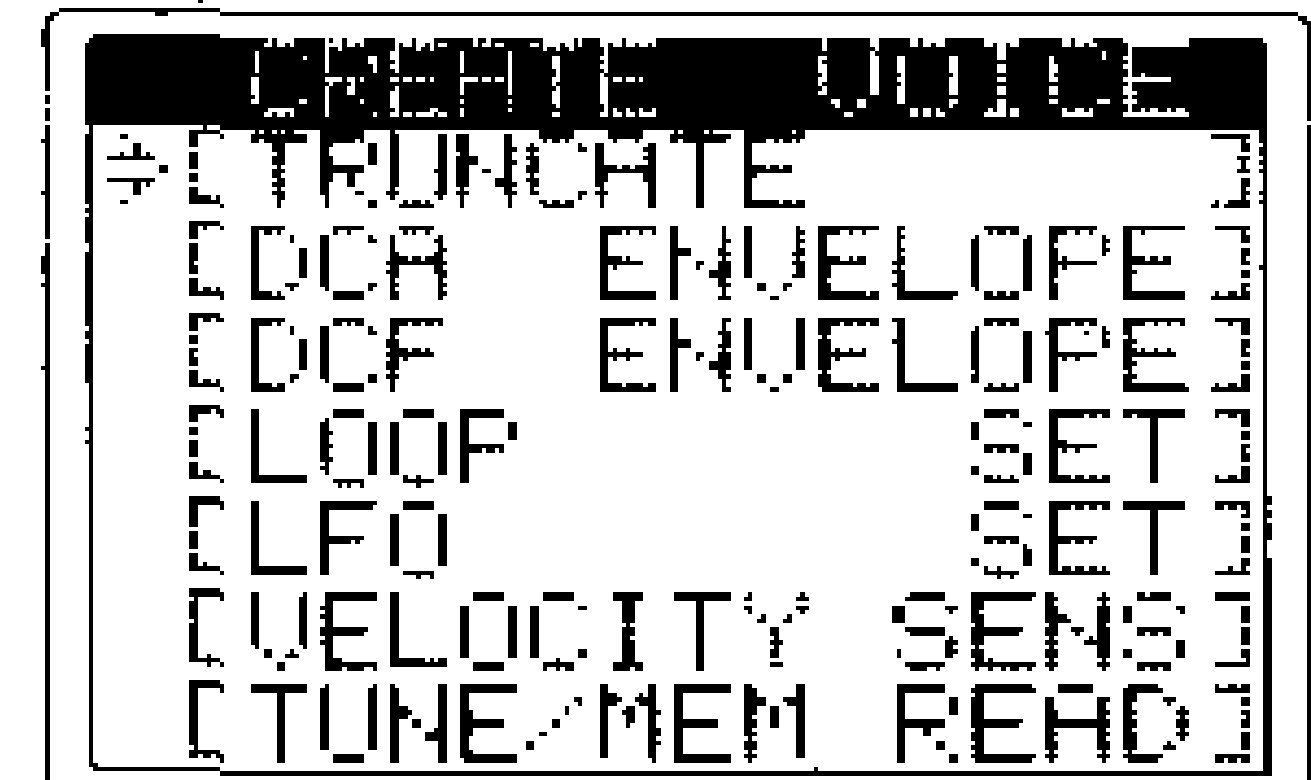 CREATE VOICE
⇒[TRUNCATE ]
[DCA ENVELOPE]
[DCF ENVELOPE]
[LOOP SET]
[LFO SET]
[VELOCITY SENS]
[TUNE/MEM READ]